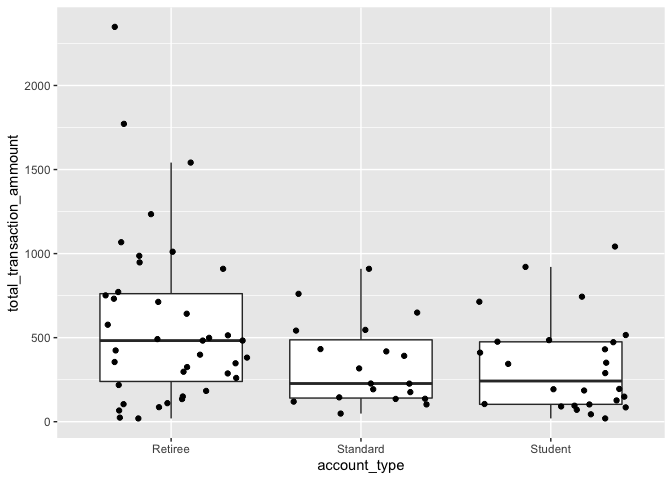 total_transaction_ammount
2000
1500
1000
500
0
Retiree Standard Student
account_type